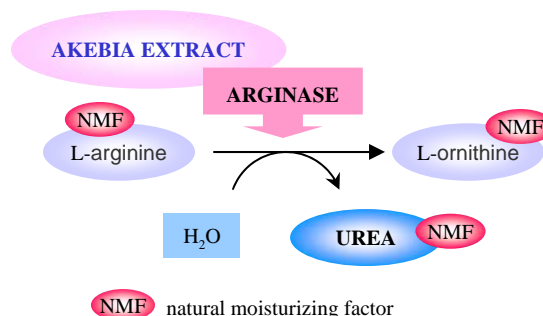 AKEBIA EXTRACT
ARGINASE
NMF
L-arginine
NMF
L-ornithine
H₂O
UREA
NMF
NMF natural moisturizing factor